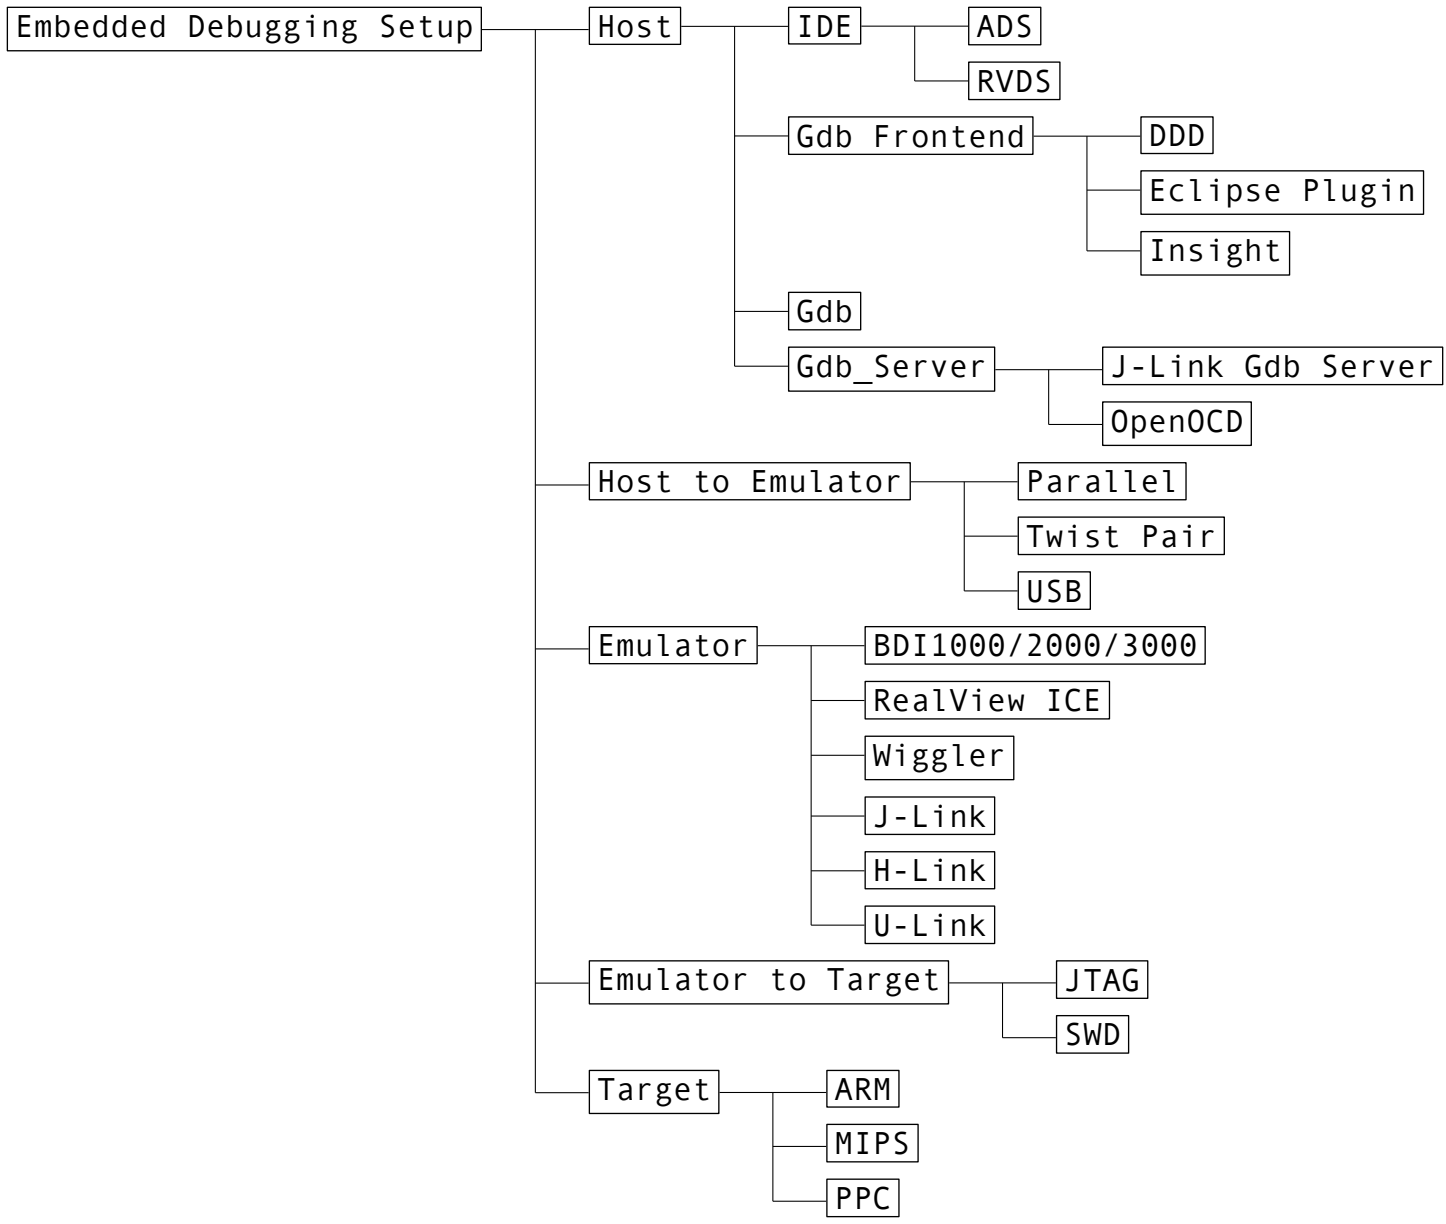 Embedded Debugging Setup
Host
IDE
ADS
RVDS
Gdb Frontend
DDD
Eclipse Plugin
Insight
Gdb
Gdb_Server
J-Link Gdb Server
OpenOCD
Host to Emulator
Parallel
Twist Pair
USB
Emulator
BDI1000/2000/3000
RealView ICE
Wiggler
J-Link
H-Link
U-Link
Emulator to Target
JTAG
SWD
Target
ARM
MIPS
PPC